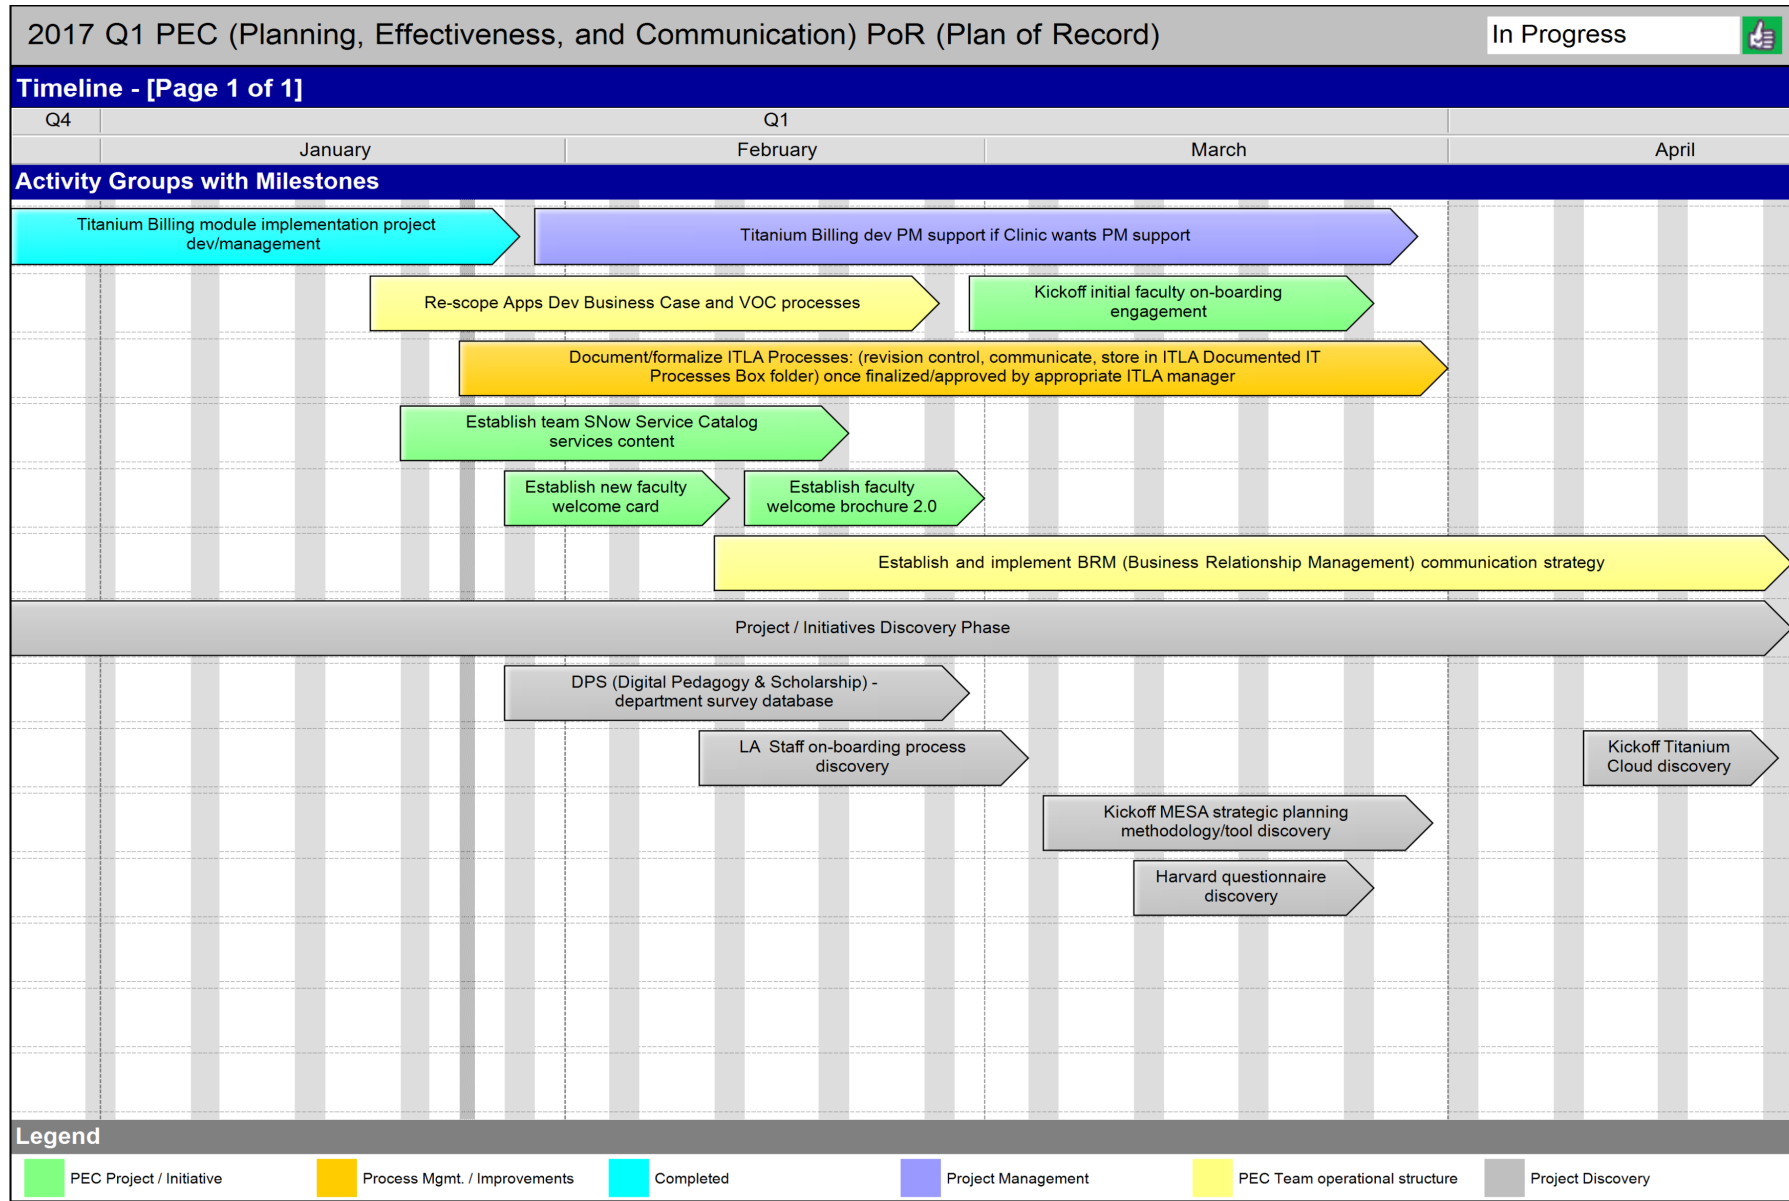 2017 Q1 PEC (Planning, Effectiveness, and Communication) PoR (Plan of Record)
In Progress
Timeline - [Page 1 of 1]
Q4
Q1
January
February
March
April
Activity Groups with Milestones
Titanium Billing module implementation project
dev/management
Titanium Billing dev PM support if Clinic wants PM support
Re-scope Apps Dev Business Case and VOC processes
Kickoff initial faculty on-boarding
engagement
Document/formalize ITLA Processes: (revision control, communicate, store in ITLA Documented IT
Processes Box folder) once finalized/approved by appropriate ITLA manager
Establish team SNow Service Catalog
services content
Establish new faculty
welcome card
Establish faculty
welcome brochure 2.0
Establish and implement BRM (Business Relationship Management) communication strategy
Project / Initiatives Discovery Phase
DPS (Digital Pedagogy & Scholarship) -
department survey database
LA Staff on-boarding process
discovery
Kickoff Titanium
Cloud discovery
Kickoff MESA strategic planning
methodology/tool discovery
Harvard questionnaire
discovery
Legend
PEC Project / Initiative
Process Mgmt. / Improvements
Completed
Project Management
PEC Team operational structure
Project Discovery